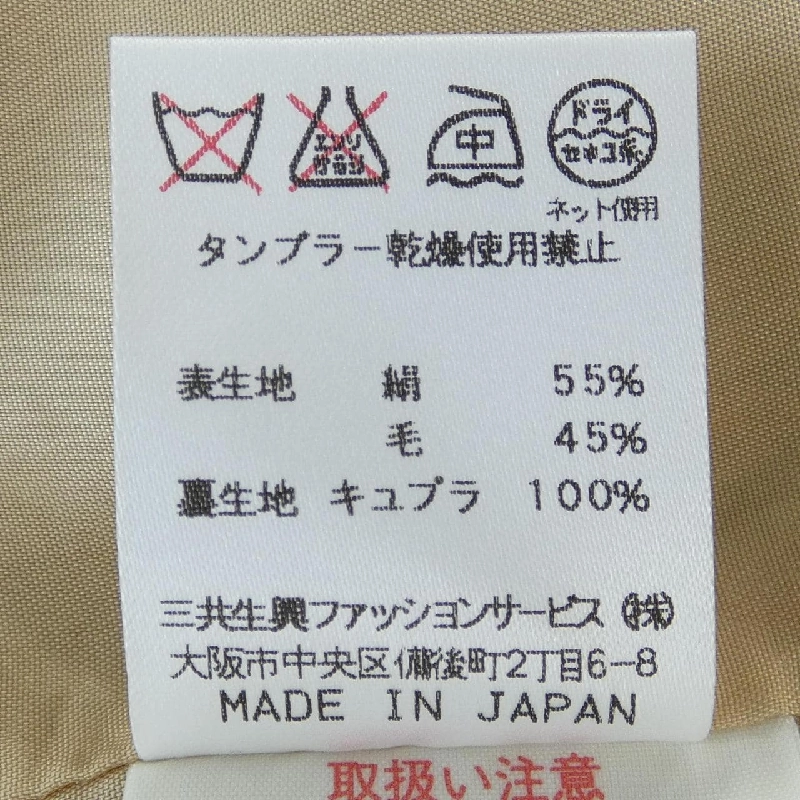 エンソ
サラシ
中
ドライ
セキユ系
ネット使用
タンブラー乾燥使用禁止
表生地 絹 55%
毛 45%
裏生地 キュプラ 100%
三共生興ファッションサービス(株)
大阪市中央区備後町2丁目6-8
MADE IN JAPAN
取扱い注意